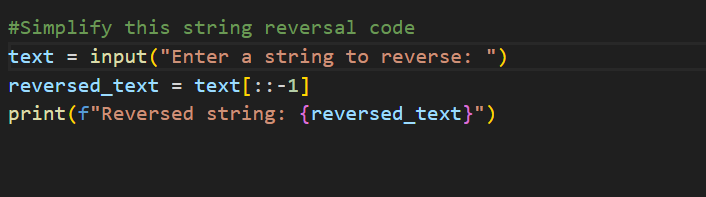 #Simplify this string reversal code
text = input("Enter a string to reverse: ")
reversed_text = text[::-1]
print(f"Reversed string: {reversed_text}")